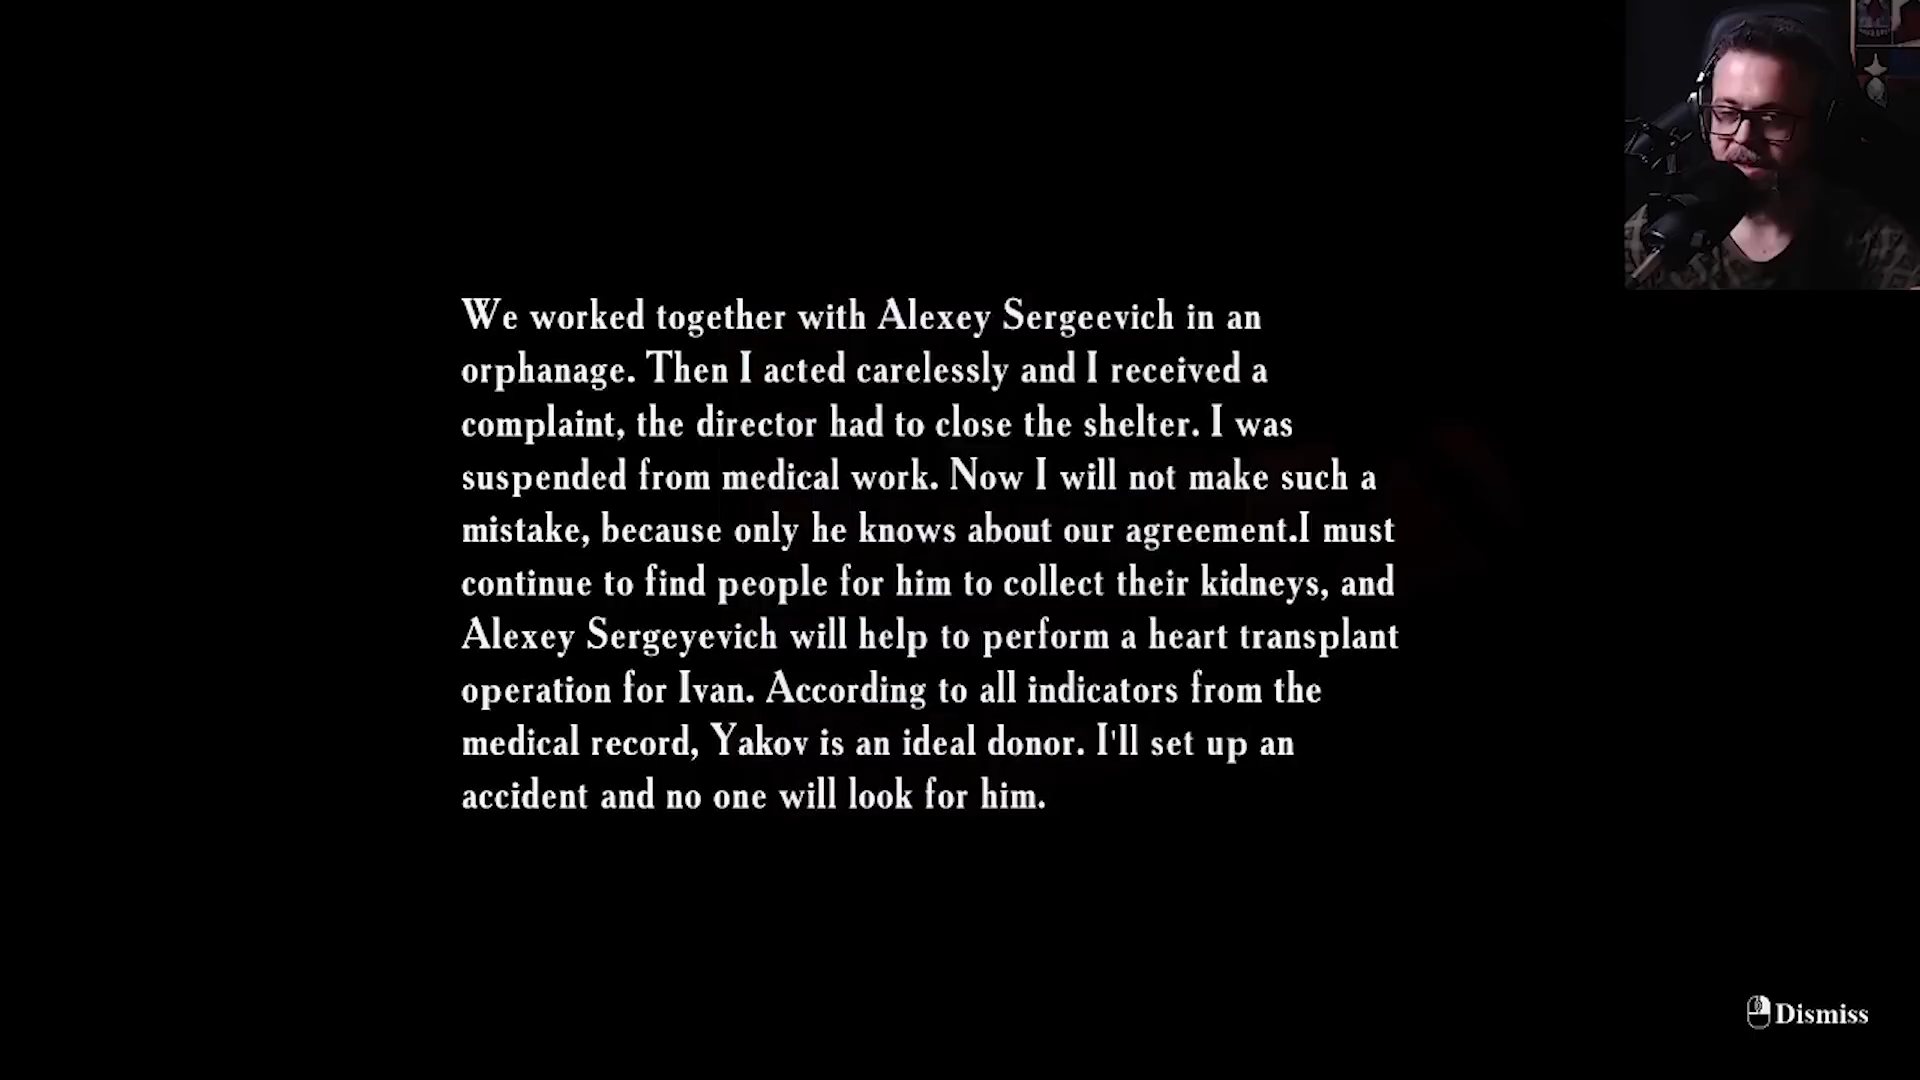 We worked together with Alexey Sergeevich in an
orphanage. Then I acted carelessly and I received a
complaint, the director had to close the shelter. I was
suspended from medical work. Now I will not make such a
mistake, because only he knows about our agreement.I must
continue to find people for him to collect their kidneys, and
Alexey Sergeyevich will help to perform a heart transplant
operation for Ivan. According to all indicators from the
medical record, Yakov is an ideal donor. I'll set up an
accident and no one will look for him.
Dismiss